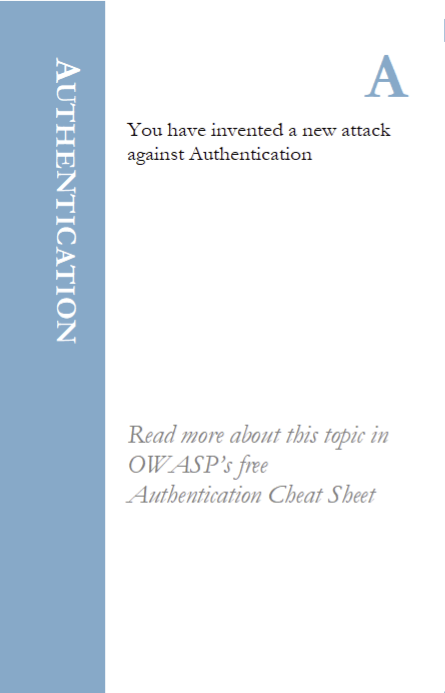 AUTHENTICATION
A
You have invented a new attack
against Authentication
Read more about this topic in
OWASP's free
Authentication Cheat Sheet